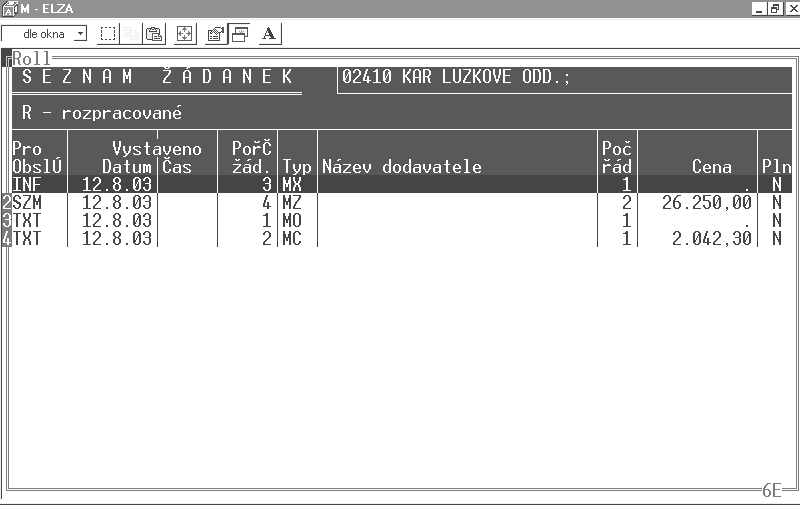 M - ELZA
dle okna
A
Roll
SEZNAM ŽÁDANEK 02410 KAR LUZKOVE ODD.;
R - rozpracované
Pro Vystaveno PořČ Poč
ObslÚ Datum Čas žád. Typ Název dodavatele řád Cena Pln
INF 12.8.03 3 MX 1 . N
2 SZM 12.8.03 4 MZ 2 26.250,00 N
3 TXT 12.8.03 1 MO 1 . N
4 TXT 12.8.03 2 MC 1 2.042,30 N
6E